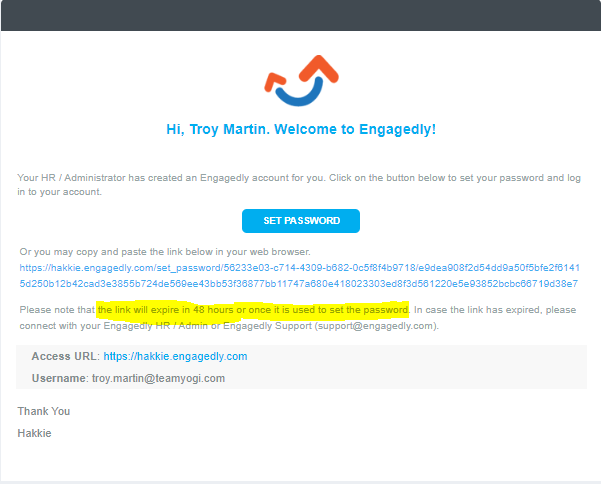 Hi, Troy Martin. Welcome to Engagedly!
Your HR / Administrator has created an Engagedly account for you. Click on the button below to set your password and log
in to your account.
SET PASSWORD
Or you may copy and paste the link below in your web browser.
https://hakkie.engagedly.com/set_password/56233e03-c714-4309-b682-0c5f8f4b9718/e9dea908f2d54dd9a50f5bfe2f6141
5d250b12b42cad3e3855b724de569ee43bb53f36877bb11747a680e418023303ed8f3d561220e5e93852bcbc66719d38e7
Please note that the link will expire in 48 hours or once it is used to set the password. In case the link has expired, please
connect with your Engagedly HR / Admin or Engagedly Support (support@engagedly.com).
Access URL: https://hakkie.engagedly.com
Username: troy.martin@teamyogi.com
Thank You
Hakkie